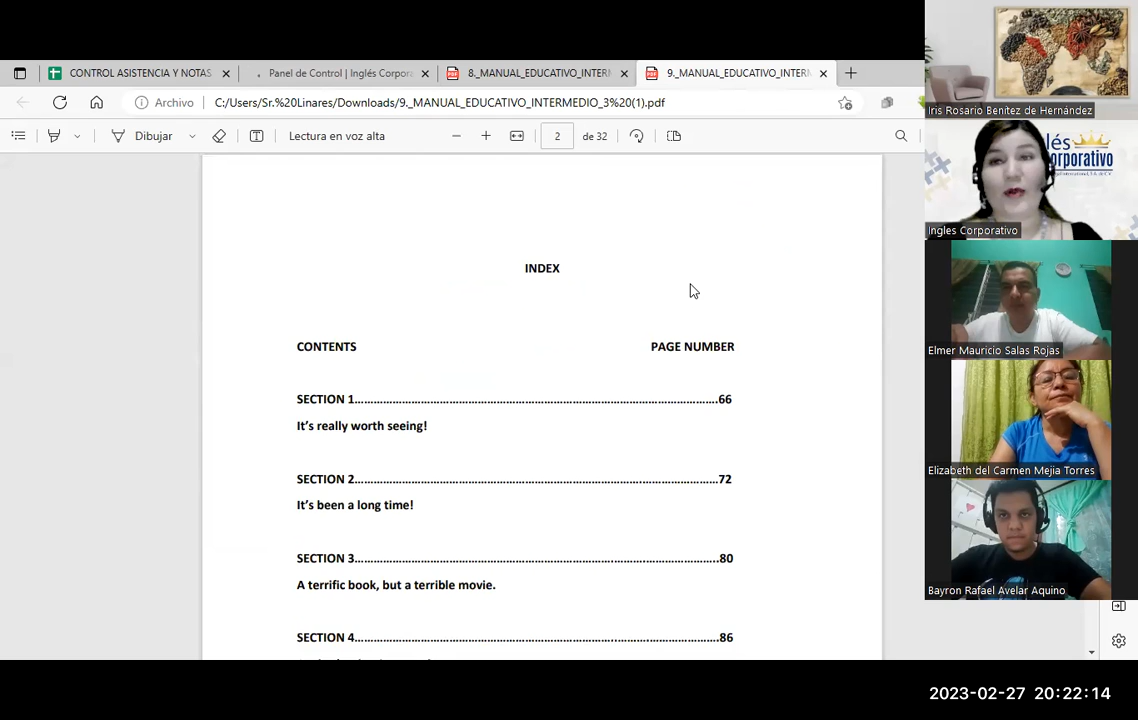 CONTROL ASISTENCIA Y NOTAS
Panel de Control | Inglés Corpora
8._MANUAL_EDUCATIVO_INTERM
9._MANUAL_EDUCATIVO_INTERM
Archivo
C:/Users/Sr.%20Linares/Downloads/9._MANUAL_EDUCATIVO_INTERMEDIO_3%20(1).pdf
Dibujar
Lectura en voz alta
2
de 32
INDEX
CONTENTS PAGE NUMBER
SECTION 1.......................................................................................................66
It's really worth seeing!
SECTION 2.......................................................................................................72
It's been a long time!
SECTION 3.......................................................................................................80
A terrific book, but a terrible movie.
SECTION 4.......................................................................................................86
Iris Rosario Benítez de Hernández
lés
orporativo
Ingles Corporativo
Elmer Mauricio Salas Rojas
Elizabeth del Carmen Mejia Torres
Bayron Rafael Avelar Aquino
2023-02-27 20:22:14